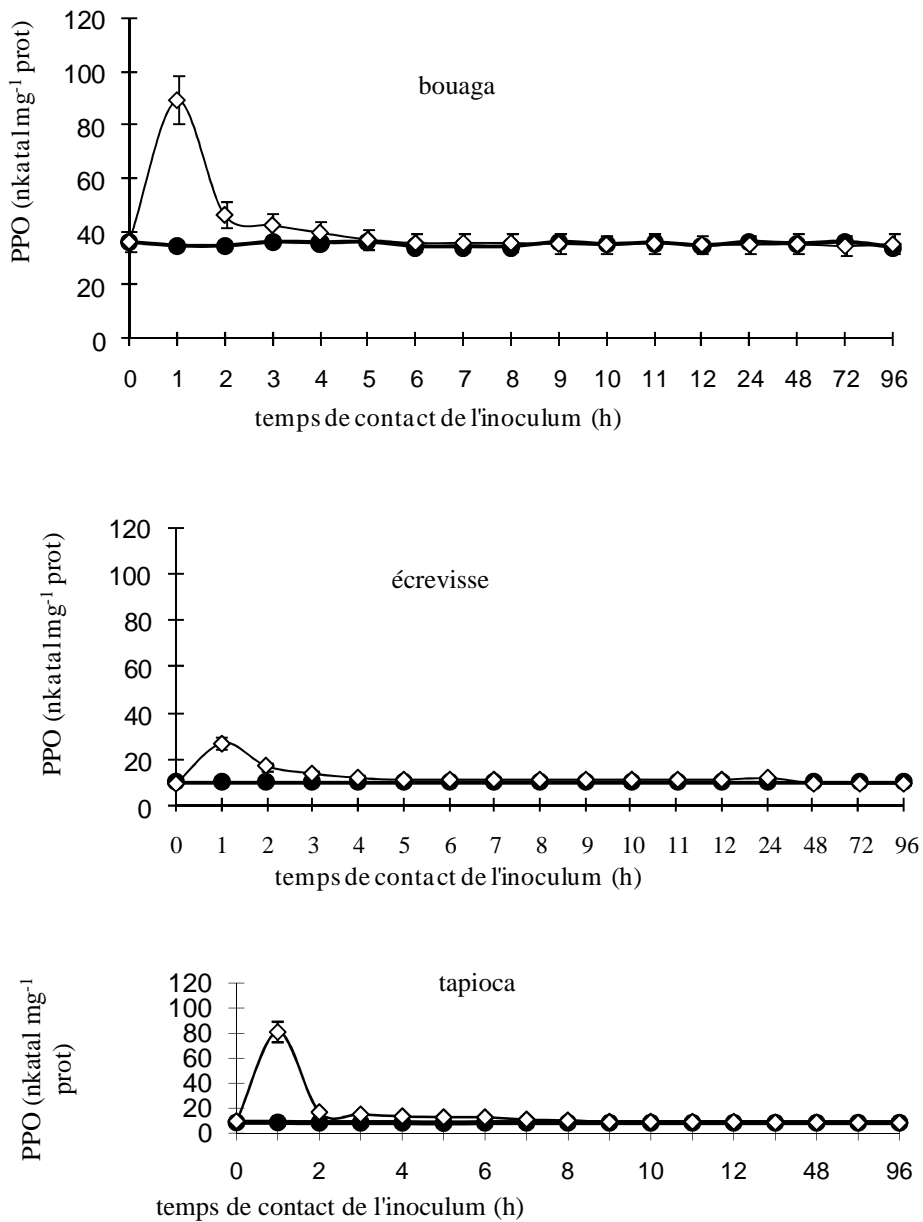 120
100
80
60
40
20
0
PPO (nkatal mg-1 prot)
bouaga
0 1 2 3 4 5 6 7 8 9 10 11 12 24 48 72 96
temps de contact de l'inoculum (h)
120
100
80
60
40
20
0
PPO (nkatal mg-1 prot)
écrevisse
0 1 2 3 4 5 6 7 8 9 10 11 12 24 48 72 96
temps de contact de l'inoculum (h)
120
100
80
60
40
20
0
PPO (nkatal mg-1
prot)
tapioca
0 2 4 6 8 10 12 48 96
temps de contact de l'inoculum (h)